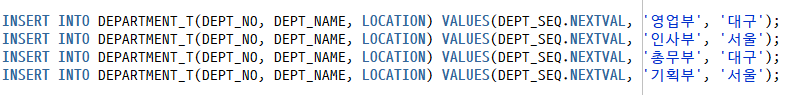 INSERT INTO DEPARTMENT_T(DEPT_NO, DEPT_NAME, LOCATION) VALUES(DEPT_SEQ.NEXTVAL, '영업부', '대구');
INSERT INTO DEPARTMENT_T(DEPT_NO, DEPT_NAME, LOCATION) VALUES(DEPT_SEQ.NEXTVAL, '인사부', '서울');
INSERT INTO DEPARTMENT_T(DEPT_NO, DEPT_NAME, LOCATION) VALUES(DEPT_SEQ.NEXTVAL, '총무부', '대구');
INSERT INTO DEPARTMENT_T(DEPT_NO, DEPT_NAME, LOCATION) VALUES(DEPT_SEQ.NEXTVAL, '기획부', '서울');